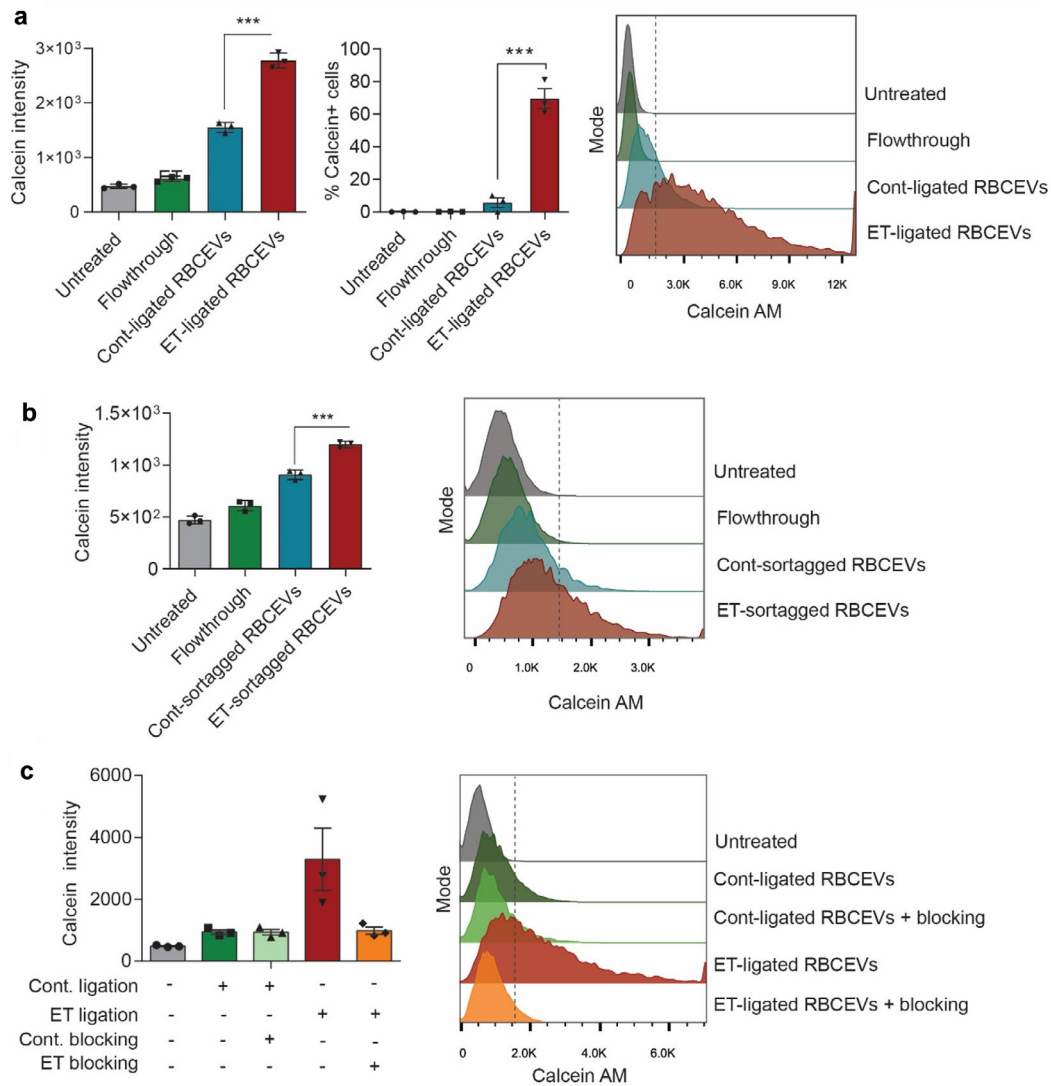 a
Calcein intensity
3×10³
2×10³
1×10³
0
***
Untreated
Flowthrough
Cont-ligated RBCEVs
ET-ligated RBCEVs
% Calcein+ cells
100
80
60
40
20
0
***
Untreated
Flowthrough
Cont-ligated RBCEVs
ET-ligated RBCEVs
Mode
Untreated
Flowthrough
Cont-ligated RBCEVs
ET-ligated RBCEVs
0 3.0K 6.0K 9.0K 12K
Calcein AM
b
Calcein intensity
1.5×10³
1×10³
5×10²
0
***
Untreated
Flowthrough
Cont-sortagged RBCEVs
ET-sortagged RBCEVs
Mode
Untreated
Flowthrough
Cont-sortagged RBCEVs
ET-sortagged RBCEVs
0 1.0K 2.0K 3.0K
Calcein AM
c
Calcein intensity
6000
4000
2000
0
Cont. ligation - + + - -
ET ligation - - - + +
Cont. blocking - - + - -
ET blocking - - - - +
Mode
Untreated
Cont-ligated RBCEVs
Cont-ligated RBCEVs + blocking
ET-ligated RBCEVs
ET-ligated RBCEVs + blocking
0 2.0K 4.0K 6.0K
Calcein AM